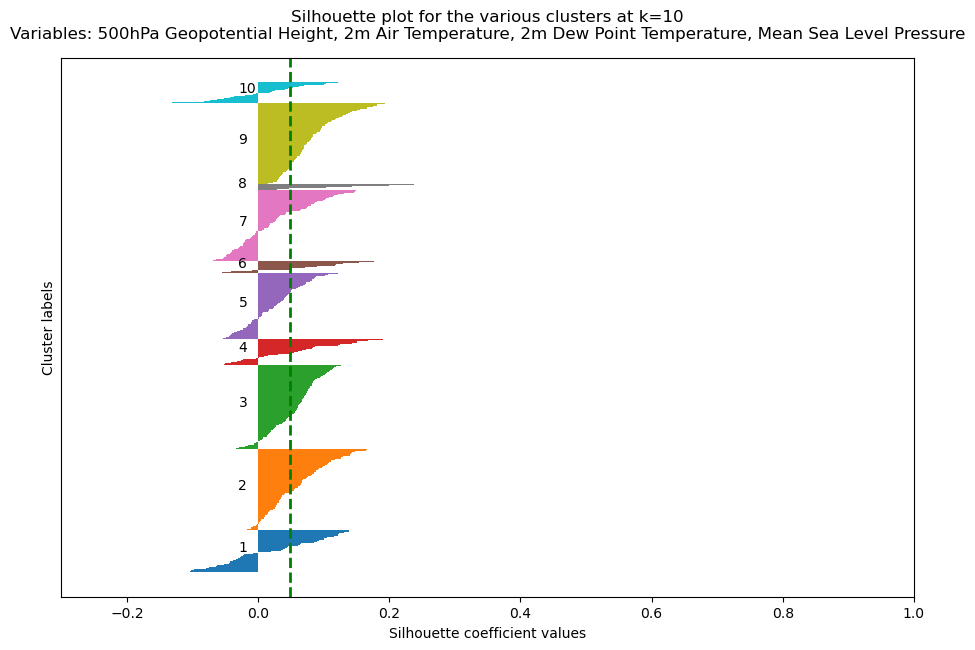 Silhouette plot for the various clusters at k=10
Variables: 500hPa Geopotential Height, 2m Air Temperature, 2m Dew Point Temperature, Mean Sea Level Pressure
10
9
8
7
6
5
4
3
2
1
Cluster labels
−0.2 0.0 0.2 0.4 0.6 0.8 1.0
Silhouette coefficient values